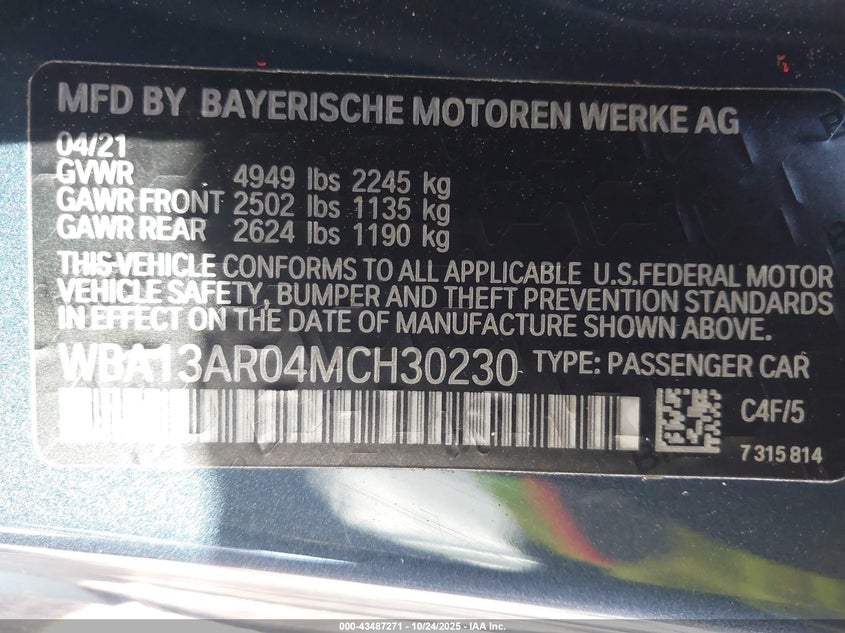 MFD BY BAYERISCHE MOTOREN WERKE AG
04/21
GVWR 4949 lbs 2245 kg
GAWR FRONT 2502 lbs 1135 kg
GAWR REAR 2624 lbs 1190 kg
THIS VEHICLE CONFORMS TO ALL APPLICABLE U.S.FEDERAL MOTOR
VEHICLE SAFETY, BUMPER AND THEFT PREVENTION STANDARDS
IN EFFECT ON THE DATE OF MANUFACTURE SHOWN ABOVE.
WBA13AR04MCH30230 TYPE: PASSENGER CAR
C4F/5
7 315 814
000-43487271 - 10/24/2025 - IAA Inc.